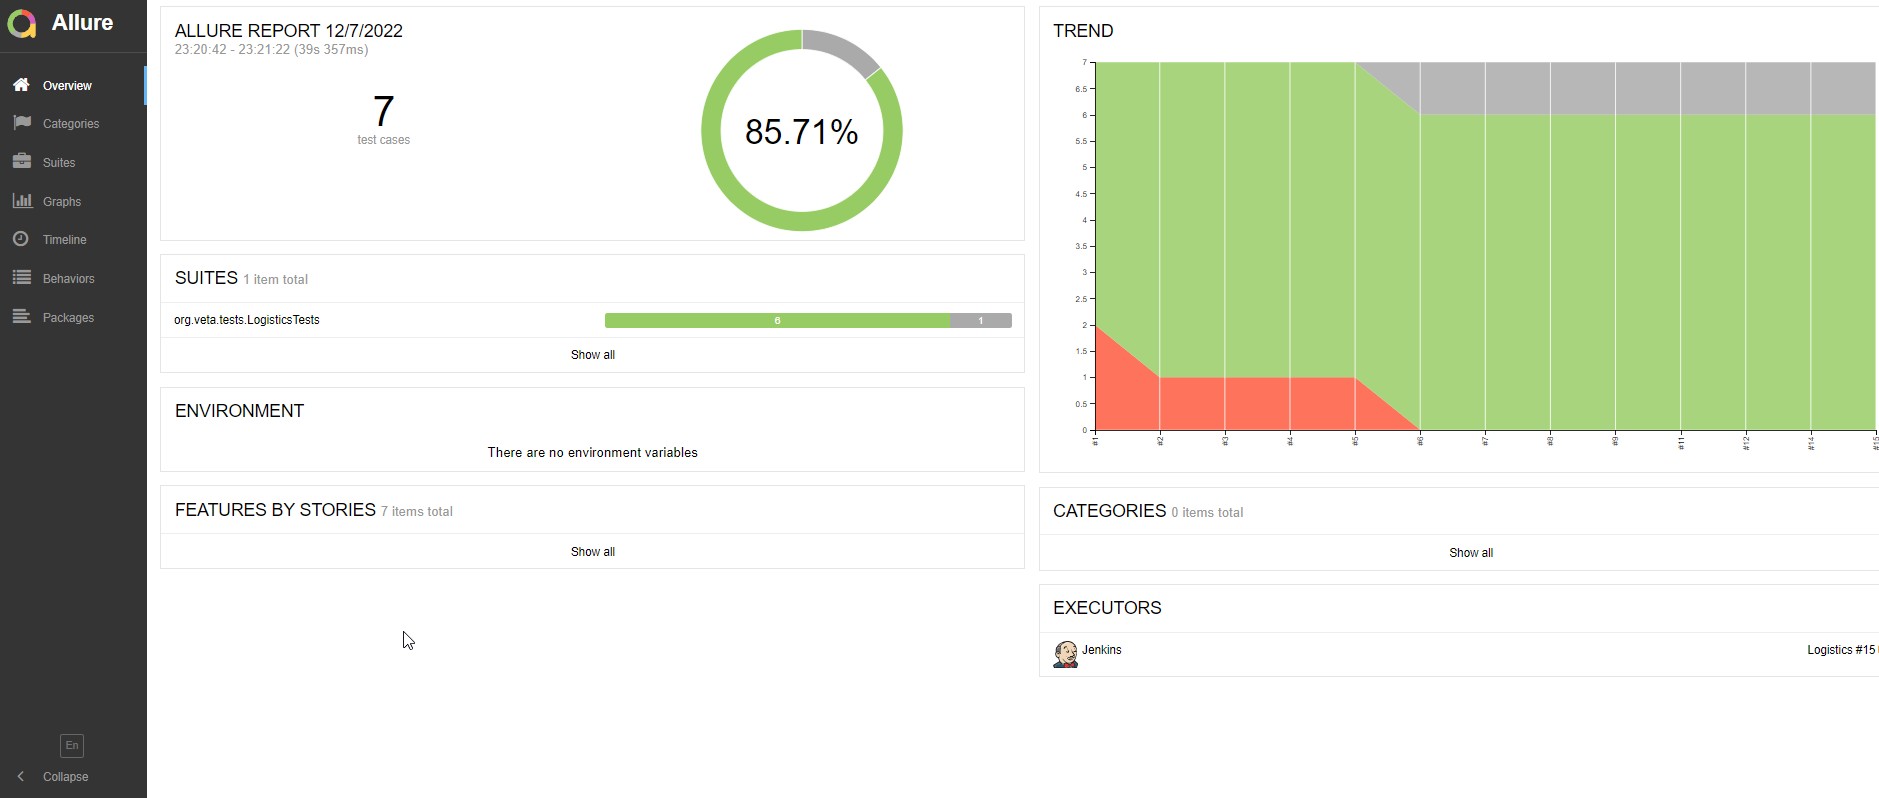 Allure
Overview
Categories
Suites
Graphs
Timeline
Behaviors
Packages
En
Collapse
ALLURE REPORT 12/7/2022
23:20:42 - 23:21:22 (39s 357ms)
7
test cases
85.71%
SUITES 1 item total
org.veta.tests.LogisticsTests
6
1
Show all
ENVIRONMENT
There are no environment variables
FEATURES BY STORIES 7 items total
Show all
TREND
7
6.5
6
5.5
5
4.5
4
3.5
3
2.5
2
1.5
1
0.5
0
#1
#2
#3
#4
#5
#6
#7
#8
#9
#11
#12
#14
#15
CATEGORIES 0 items total
Show all
EXECUTORS
Jenkins
Logistics #15